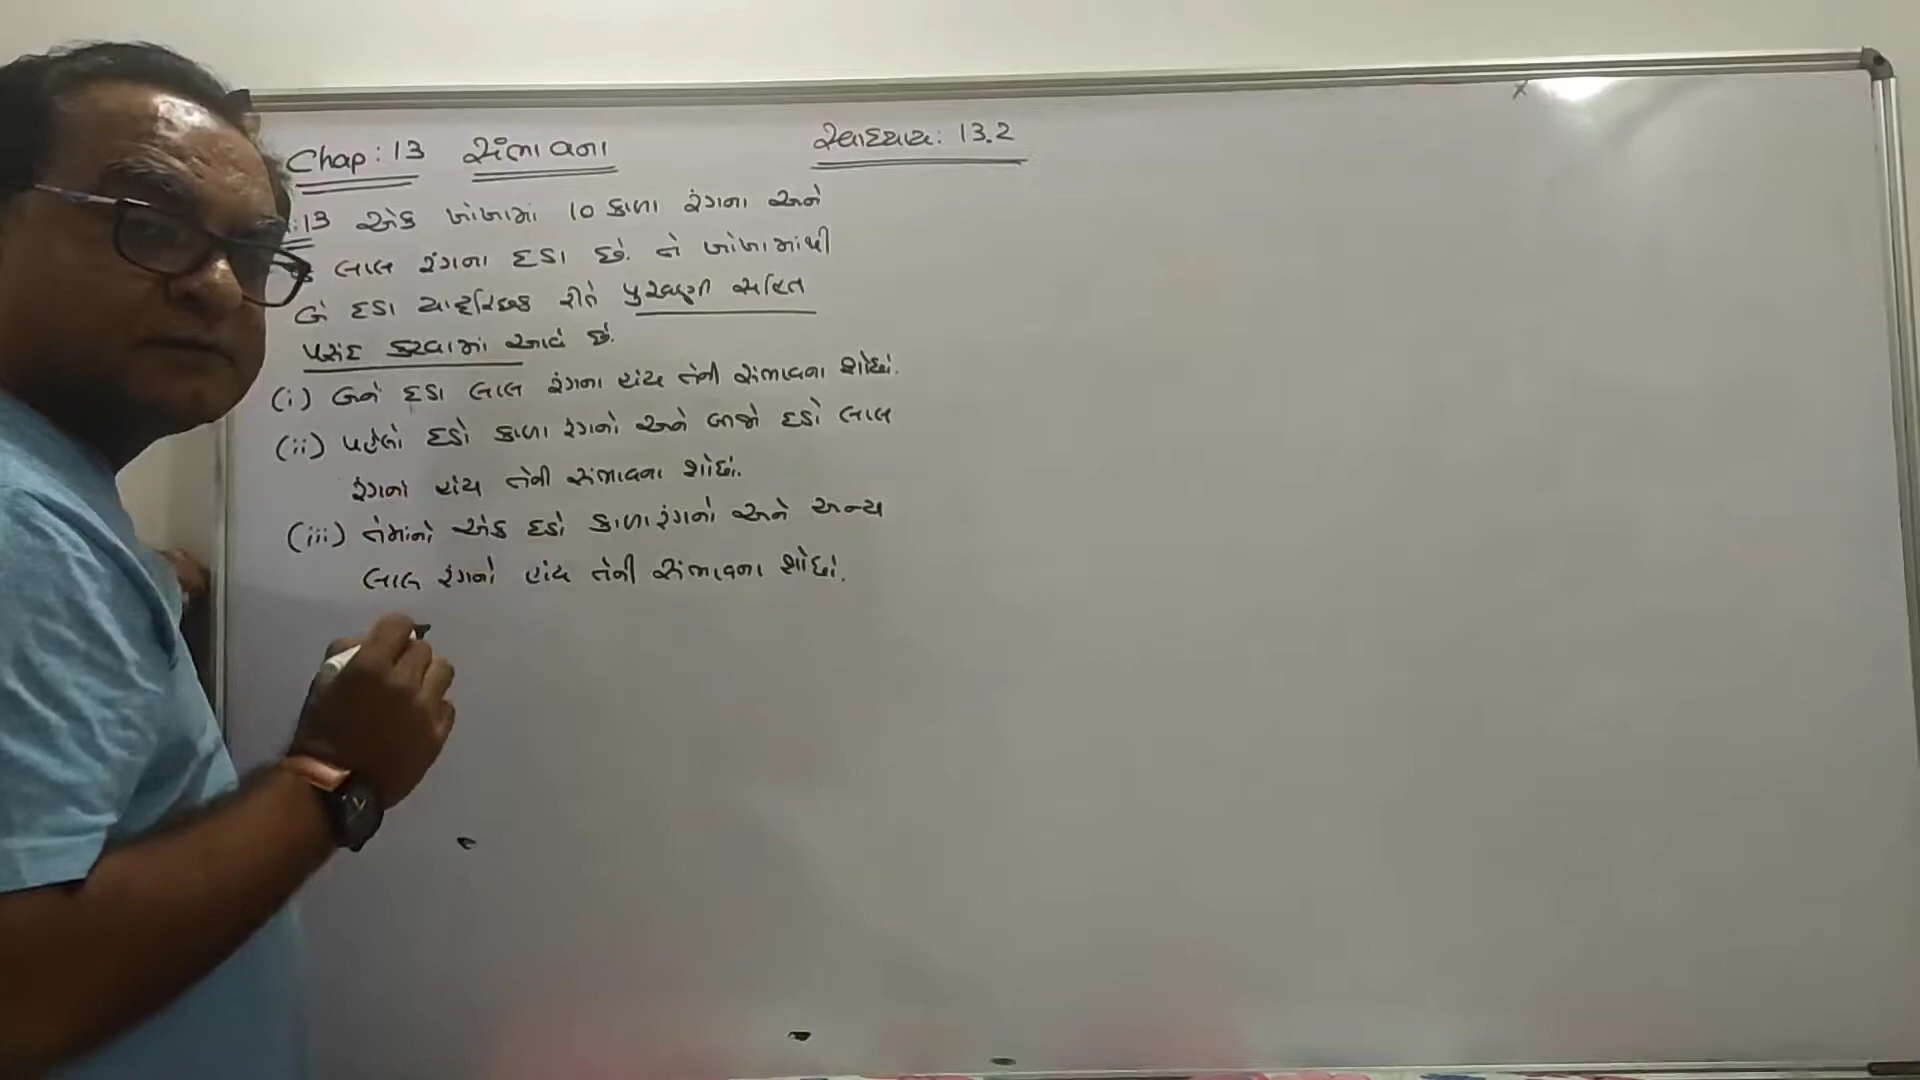 Chap: 13 સંભાવના સ્વાધ્યાય: 13.2
:13 એક ખોખામાં 10 કાળા રંગના અને
લાલ રંગના દડા છે. તે ખોખામાંથી
બે દડા યાદૃચ્છિક રીતે પુરવણી સહિત
પસંદ કરવામાં આવે છે.
(i) બંને દડા લાલ રંગના હોય તેની સંભાવના શોધો.
(ii) પહેલો દડો કાળા રંગનો અને બીજો દડો લાલ
રંગનો હોય તેની સંભાવના શોધો.
(iii) તેમાંનો એક દડો કાળા રંગનો અને અન્ય
લાલ રંગનો હોય તેની સંભાવના શોધો.